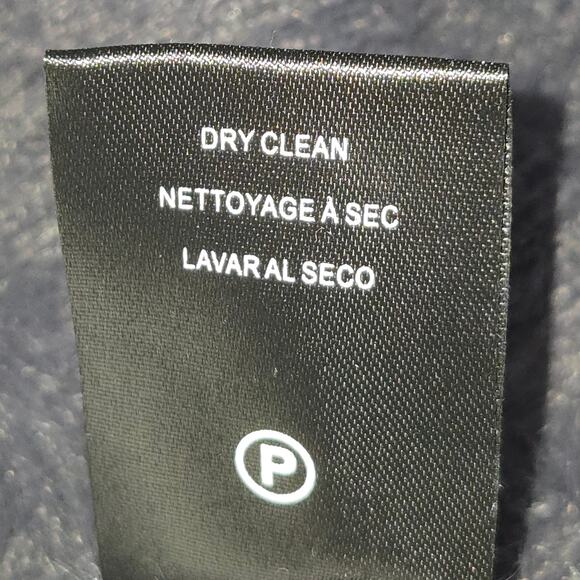 DRY CLEAN
NETTOYAGE À SEC
LAVAR AL SECO
P